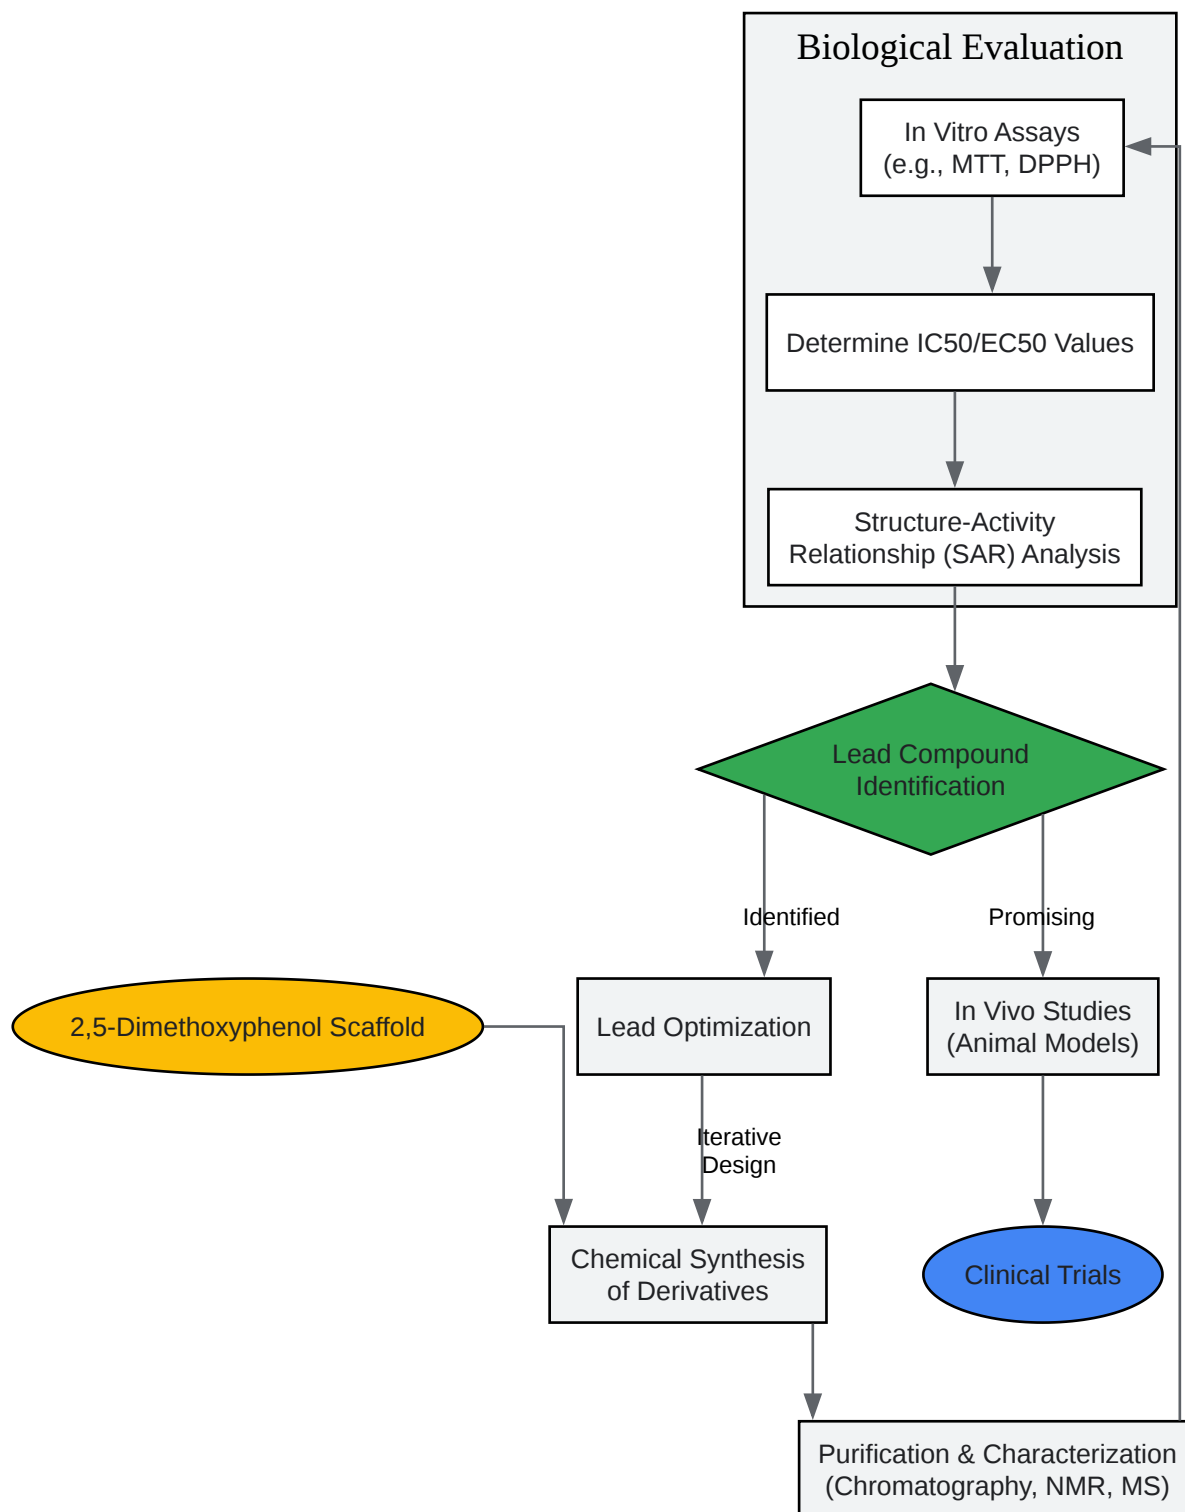 Biological Evaluation
In Vitro Assays
(e.g., MTT, DPPH)
Determine IC50/EC50 Values
Structure-Activity
Relationship (SAR) Analysis
Lead Compound
Identification
Identified
Promising
2,5-Dimethoxyphenol Scaffold
Lead Optimization
In Vivo Studies
(Animal Models)
Iterative
Design
Chemical Synthesis
of Derivatives
Clinical Trials
Purification & Characterization
(Chromatography, NMR, MS)